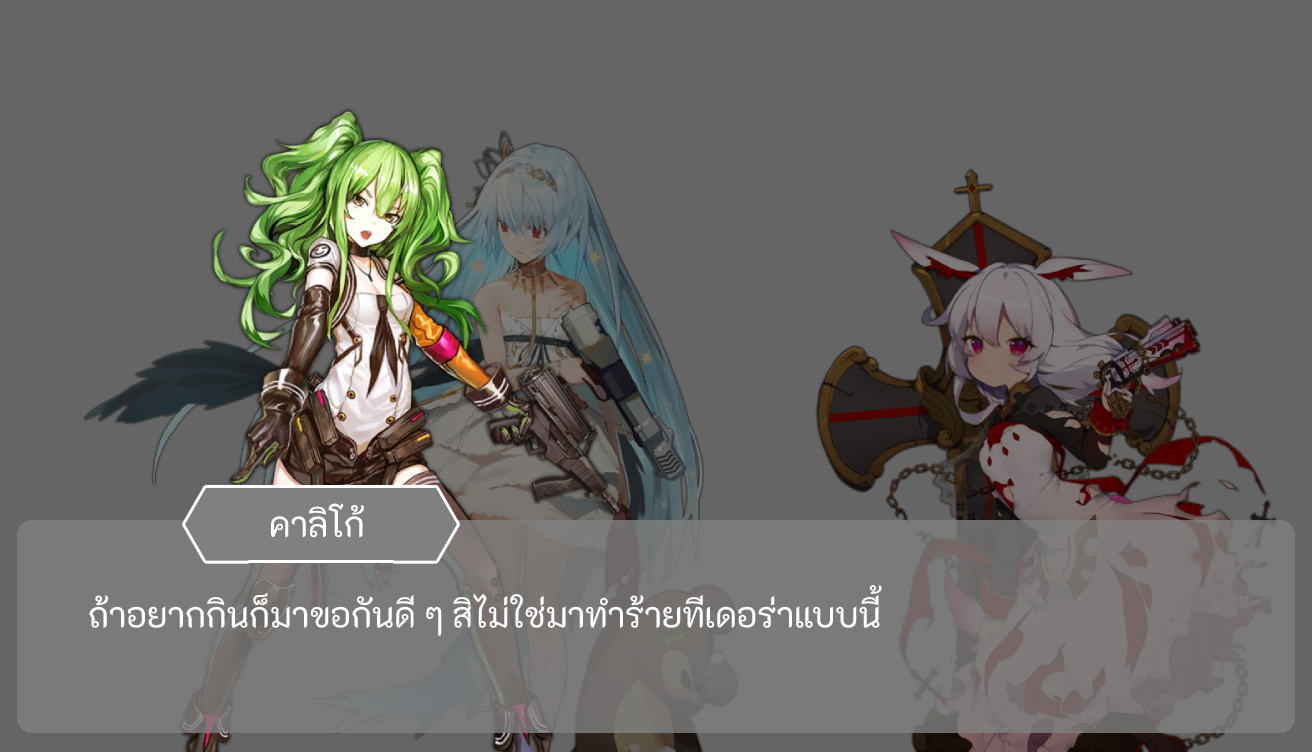 คาลิโก้
ถ้าอยากกินก็มาขอกันดี ๆ สิไม่ใช่มาทำร้ายทีเดอร่าแบบนี้